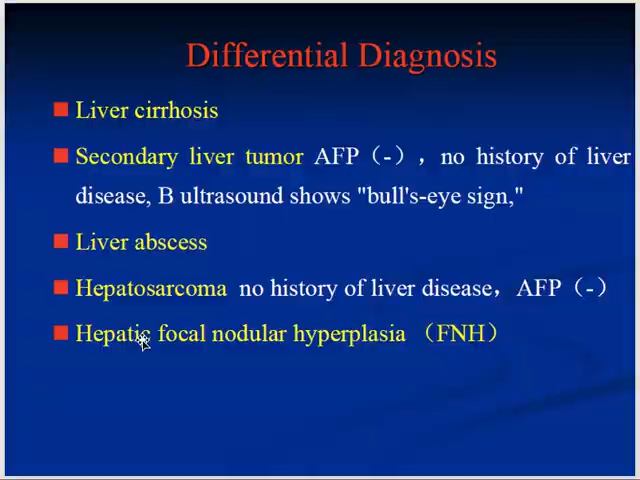 Differential Diagnosis
Liver cirrhosis
Secondary liver tumor AFP（-），no history of liver
disease, B ultrasound shows "bull's-eye sign,"
Liver abscess
Hepatosarcoma no history of liver disease，AFP（-）
Hepatic focal nodular hyperplasia （FNH）